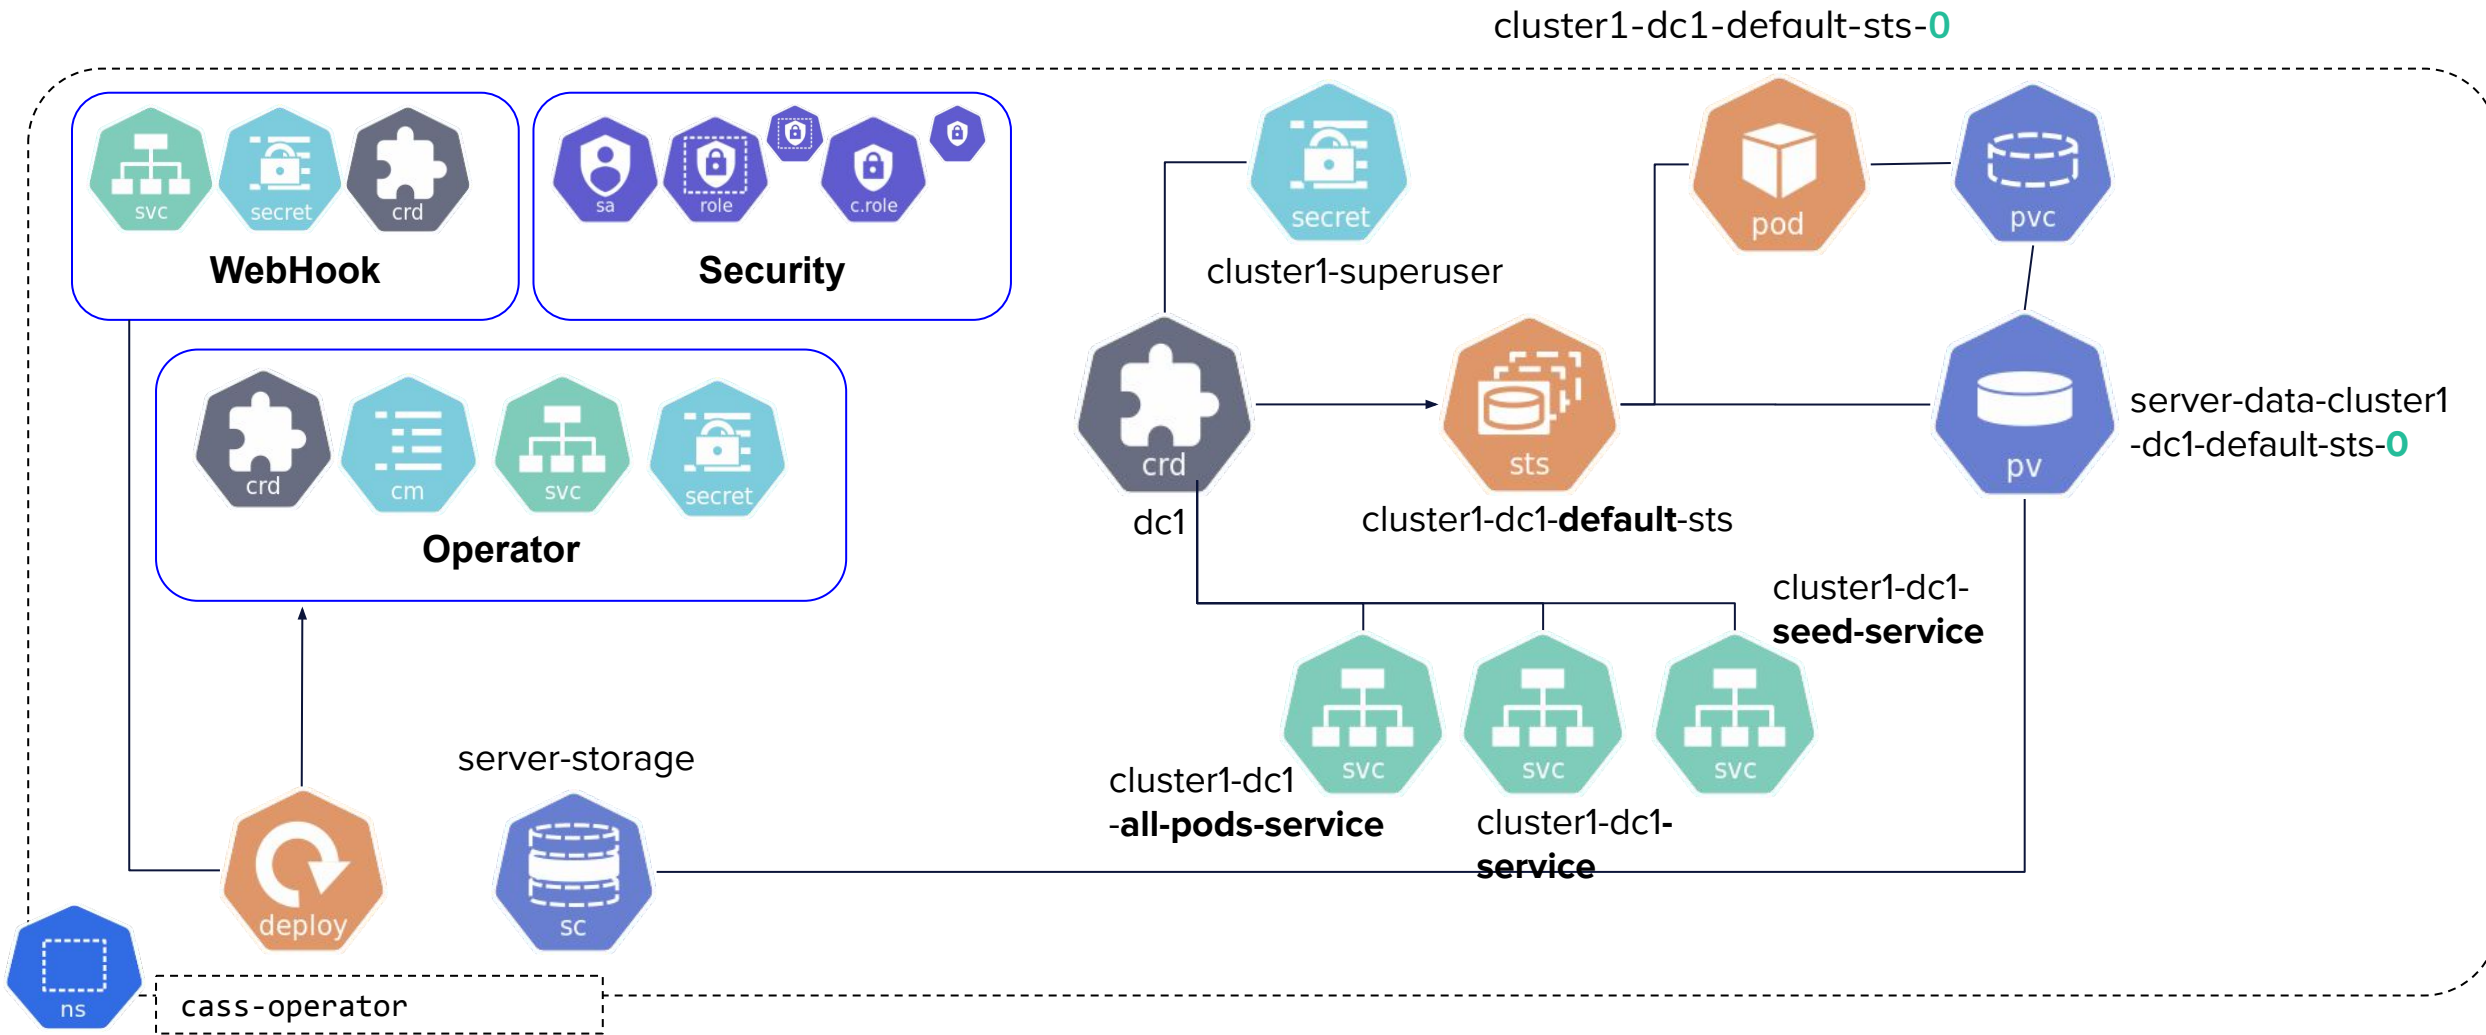 cluster1-dc1-default-sts-0
svc
secret
crd
WebHook
sa
role
c.role
Security
secret
cluster1-superuser
pod
pvc
crd
dc1
sts
cluster1-dc1-default-sts
pv
server-data-cluster1
-dc1-default-sts-0
crd
cm
svc
secret
Operator
cluster1-dc1-
seed-service
svc
svc
svc
cluster1-dc1
-all-pods-service
cluster1-dc1-
service
server-storage
deploy
sc
ns
cass-operator